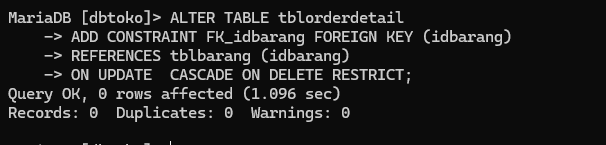 MariaDB [dbtoko]> ALTER TABLE tblorderdetail
-> ADD CONSTRAINT FK_idbarang FOREIGN KEY (idbarang)
-> REFERENCES tblbarang (idbarang)
-> ON UPDATE  CASCADE ON DELETE RESTRICT;
Query OK, 0 rows affected (1.096 sec)
Records: 0  Duplicates: 0  Warnings: 0